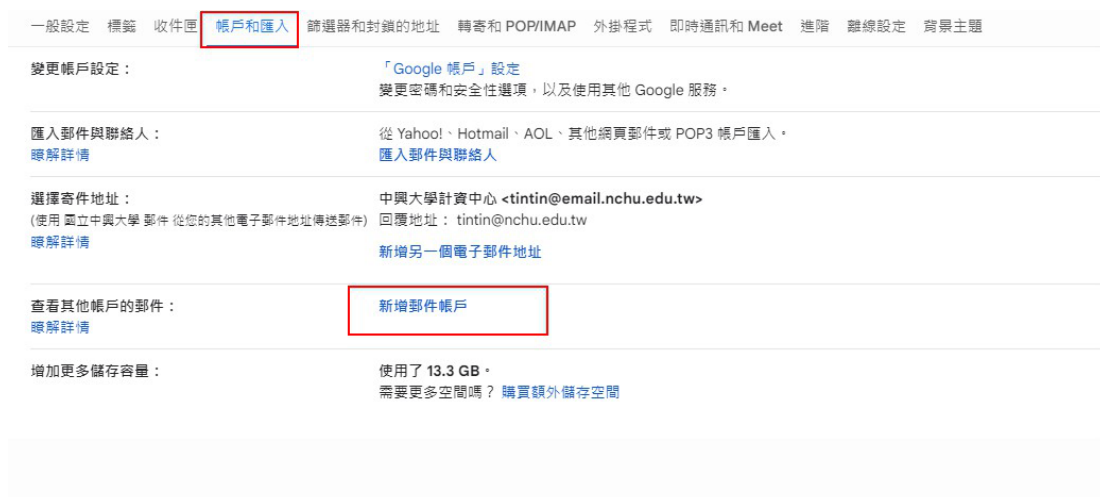 一般設定 標籤 收件匣 帳戶和匯入 篩選器和封鎖的地址 轉寄和 POP/IMAP 外掛程式 即時通訊和 Meet 進階 離線設定 背景主題
變更帳戶設定：
「Google 帳戶」設定
變更密碼和安全性選項，以及使用其他 Google 服務。
匯入郵件與聯絡人：
瞭解詳情
從 Yahoo!、Hotmail、AOL、其他網頁郵件或 POP3 帳戶匯入。
匯入郵件與聯絡人
選擇寄件地址：
(使用 國立中興大學 郵件 從您的其他電子郵件地址傳送郵件)
瞭解詳情
中興大學計資中心 <tintin@email.nchu.edu.tw>
回覆地址： tintin@nchu.edu.tw
新增另一個電子郵件地址
查看其他帳戶的郵件：
瞭解詳情
新增郵件帳戶
增加更多儲存容量：
使用了 13.3 GB。
需要更多空間嗎？ 購買額外儲存空間